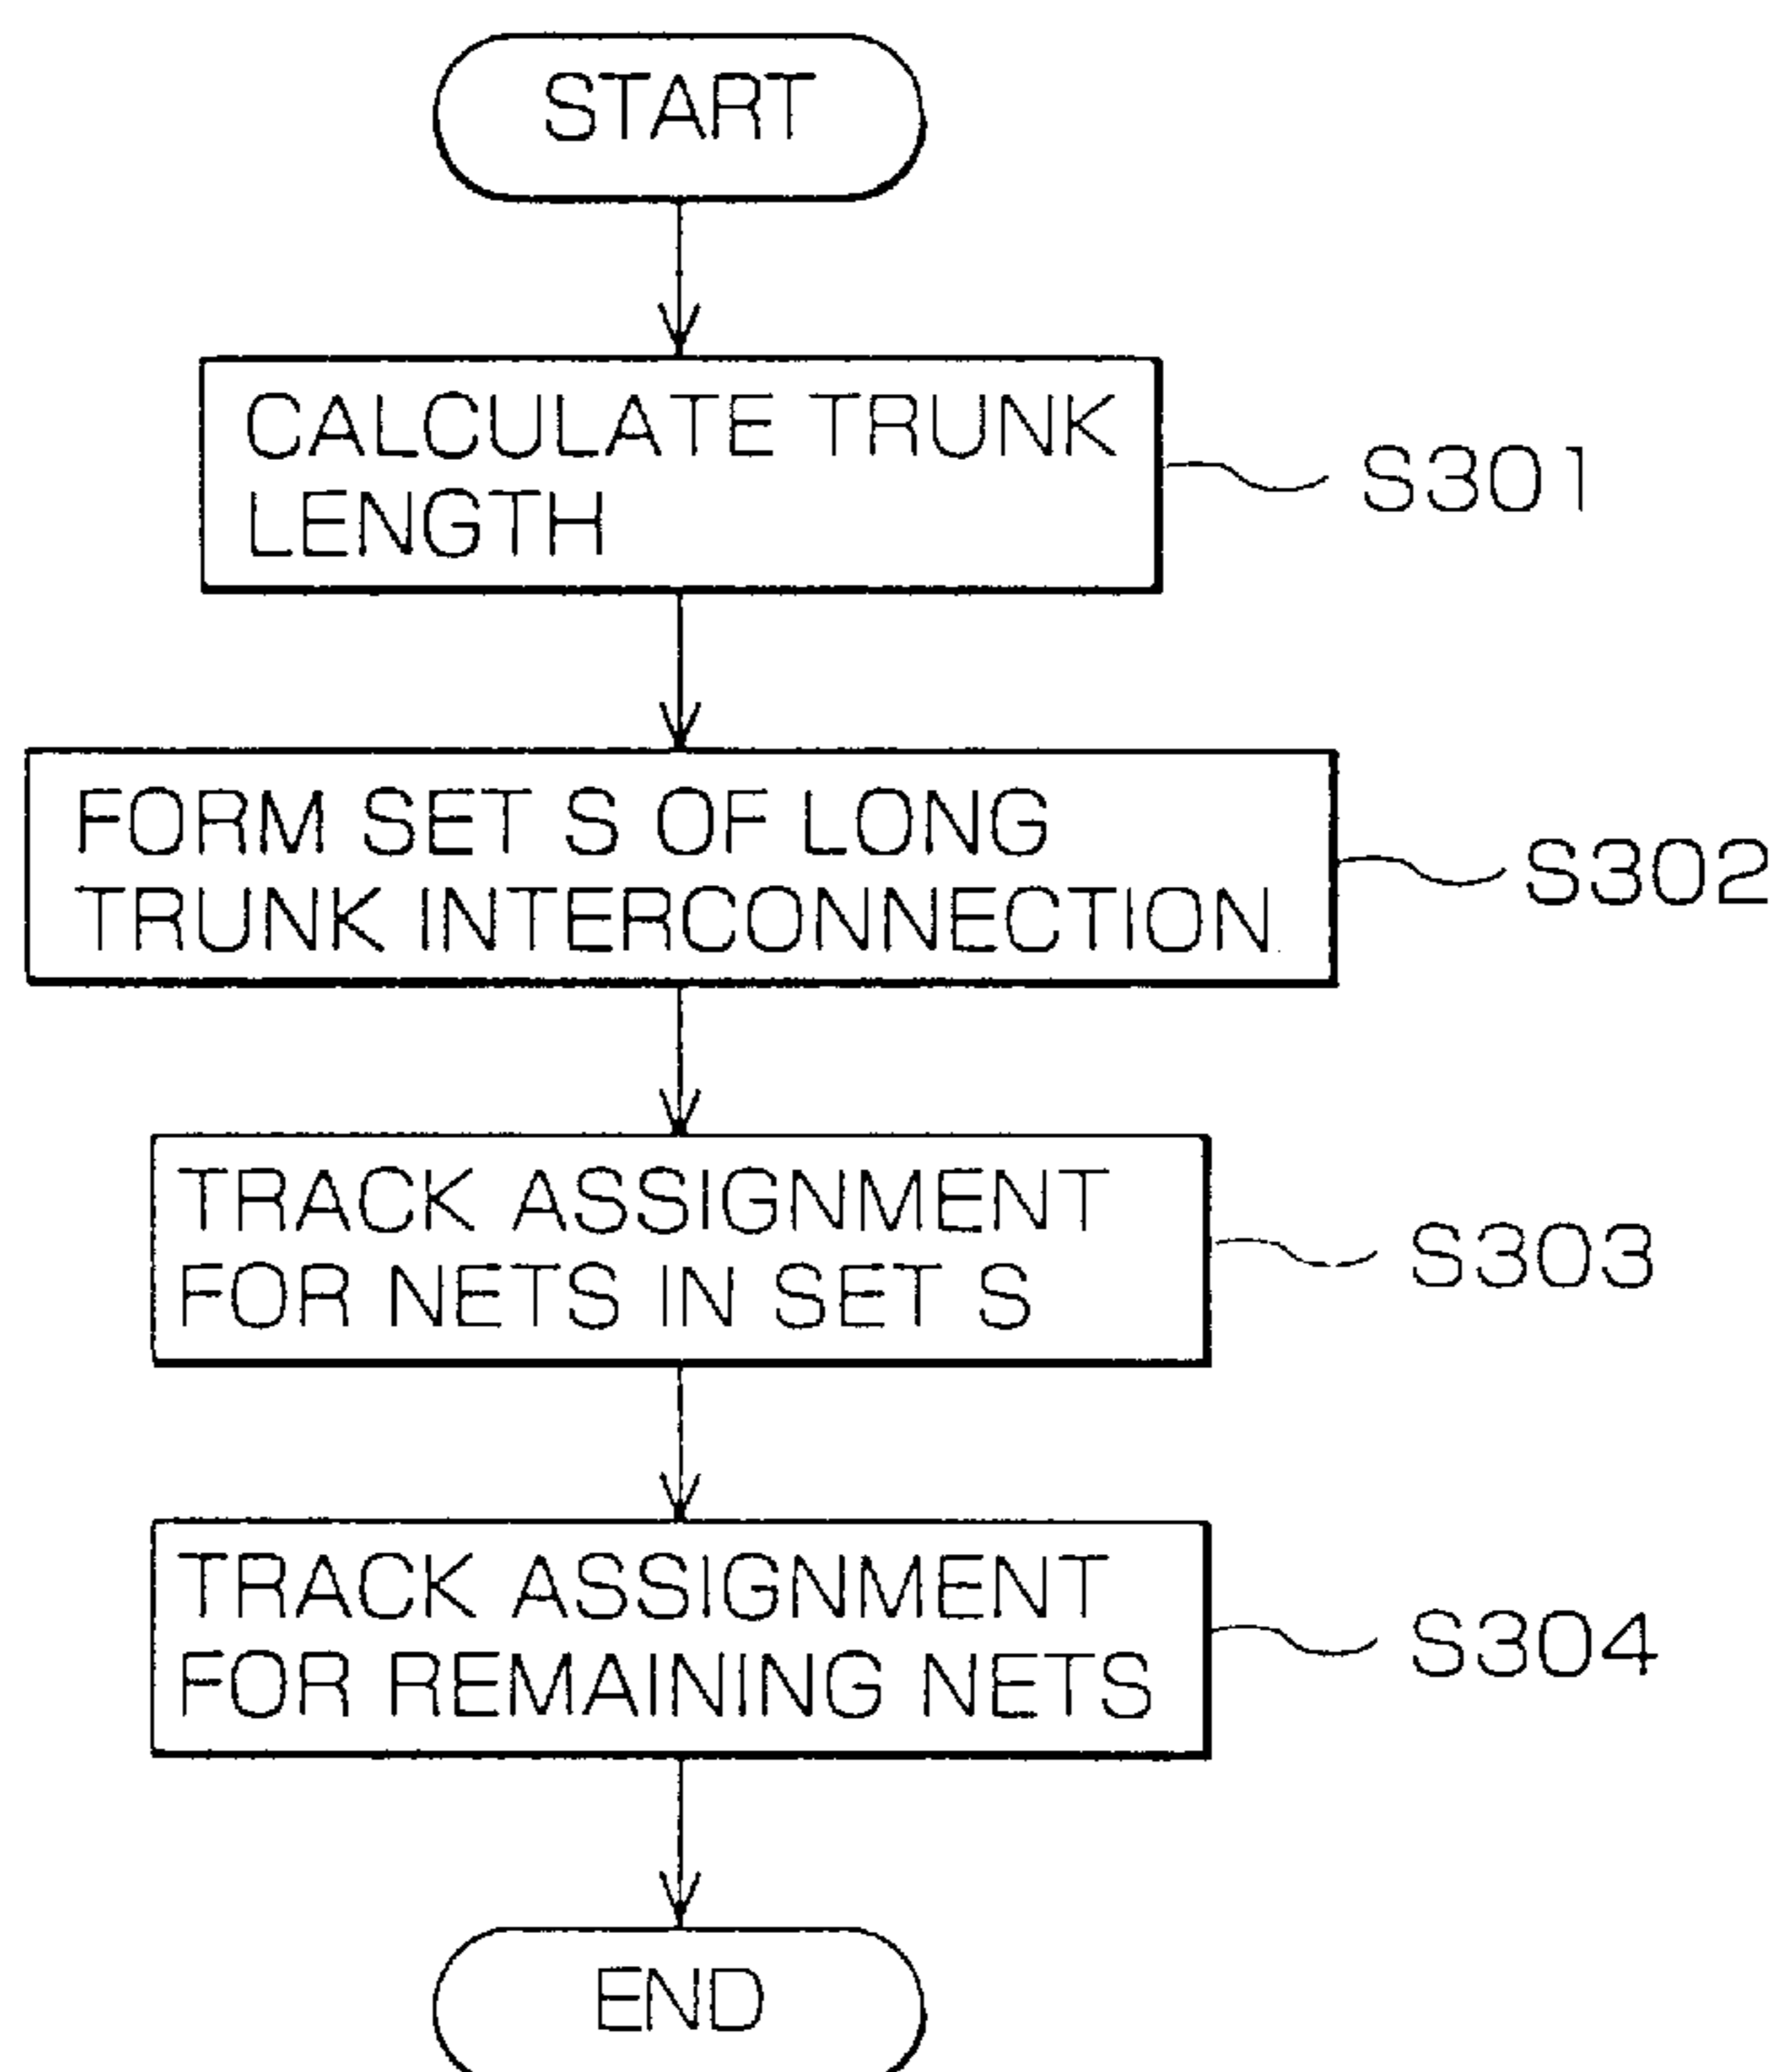 START
CALCULATE TRUNK
LENGTH
S301
FORM SET S OF LONG
TRUNK INTERCONNECTION
S302
TRACK ASSIGNMENT
FOR NETS IN SET S
S303
TRACK ASSIGNMENT
FOR REMAINING NETS
S304
END